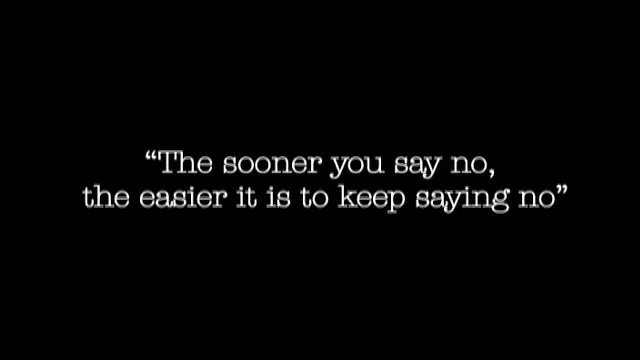 “The sooner you say no,
the easier it is to keep saying no”